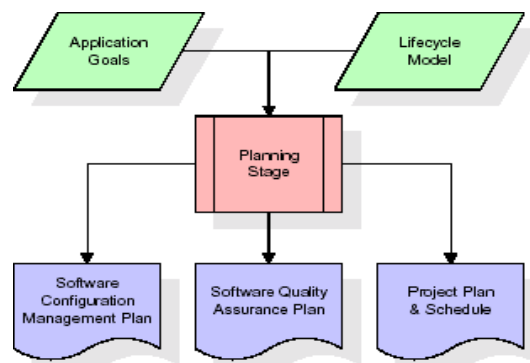 Application
Goals
Lifecycle
Model
Planning
Stage
Software
Configuration
Management Plan
Software Quality
Assurance Plan
Project Plan
& Schedule